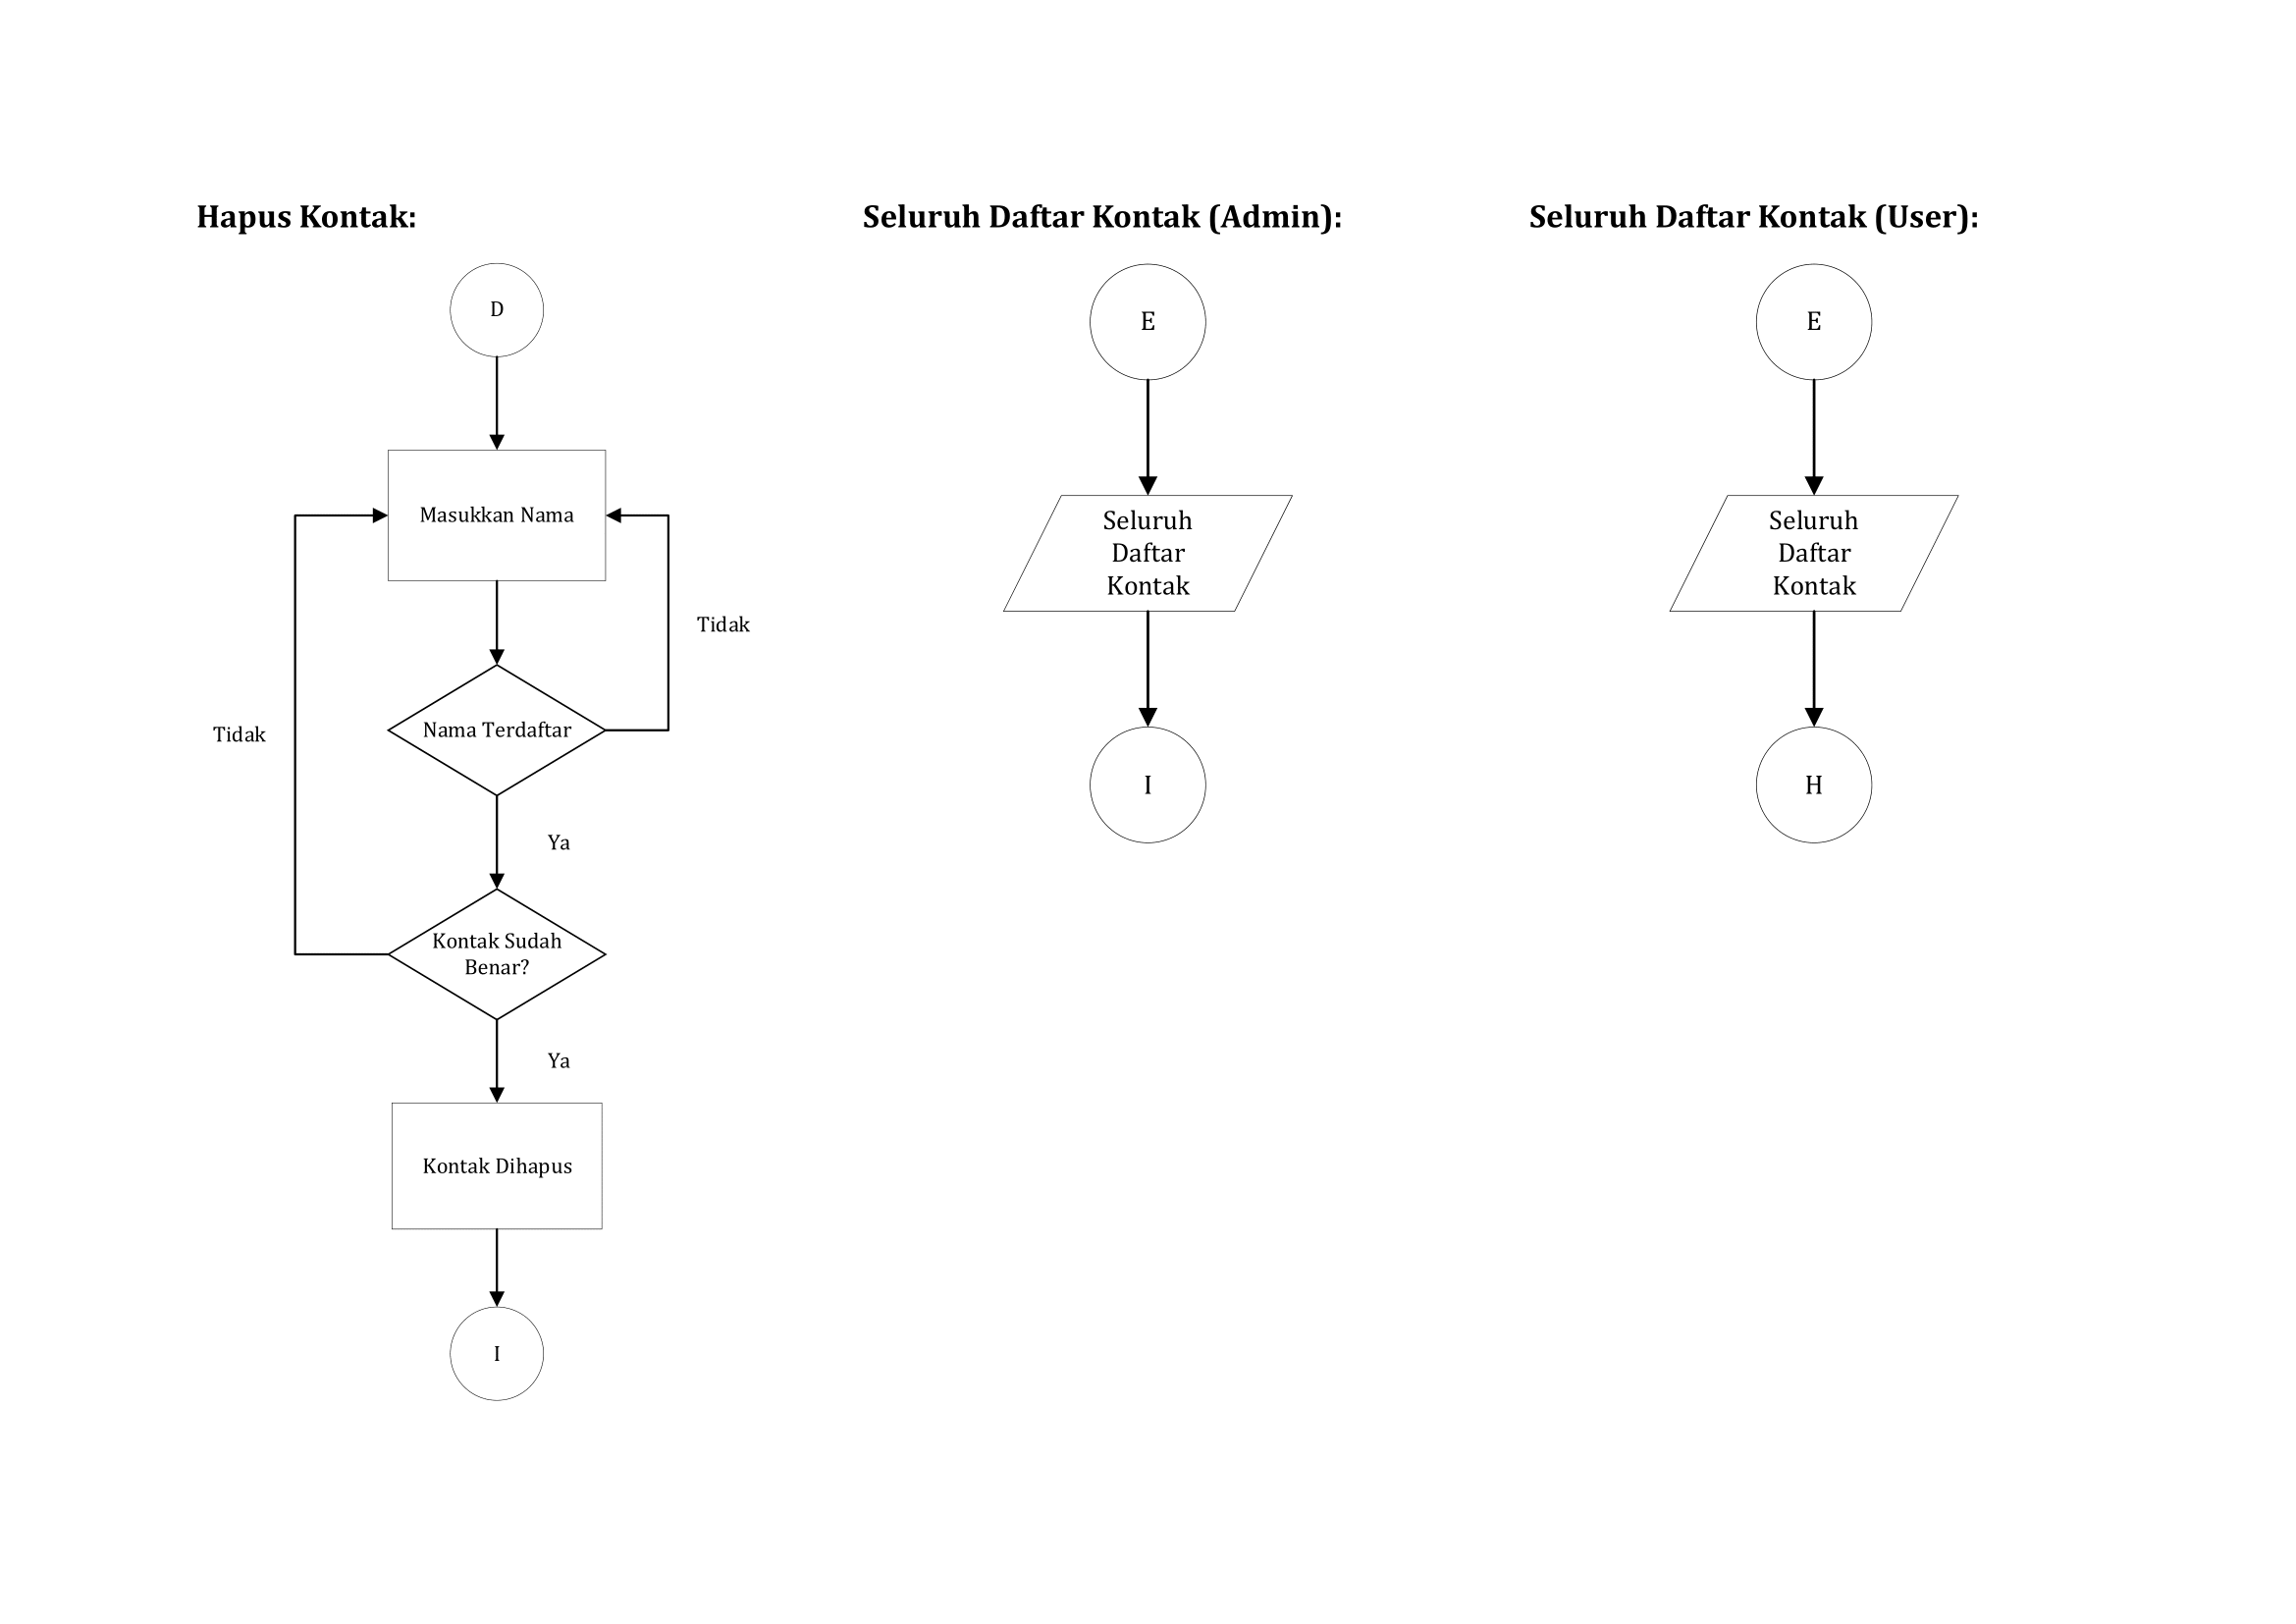 Hapus Kontak:
D
Masukkan Nama
Tidak
Nama Terdaftar
Tidak
Ya
Kontak Sudah
Benar?
Ya
Kontak Dihapus
I
Seluruh Daftar Kontak (Admin):
E
Seluruh
Daftar
Kontak
I
Seluruh Daftar Kontak (User):
E
Seluruh
Daftar
Kontak
H